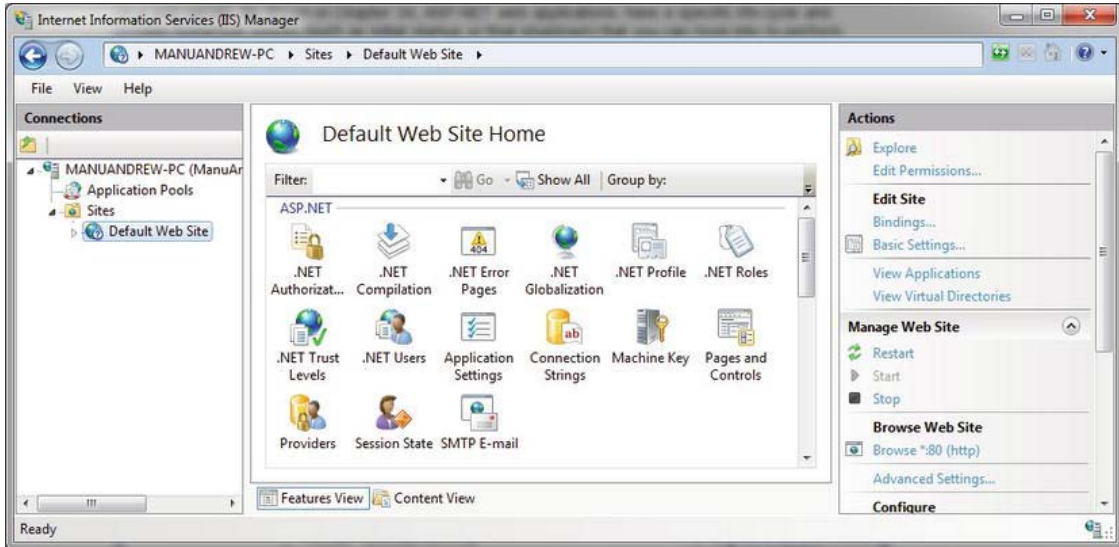 Internet Information Services (IIS) Manager
MANUANDREW-PC Sites Default Web Site
File View Help
Connections
MANUANDREW-PC (ManuAr
Application Pools
Sites
Default Web Site
Default Web Site Home
Filter: Go Show All Group by:
ASP.NET
.NET Authorizat...
.NET Compilation
404
.NET Error Pages
.NET Globalization
.NET Profile
.NET Roles
.NET Trust Levels
.NET Users
Application Settings
ab
Connection Strings
Machine Key
Pages and Controls
Providers
Session State
SMTP E-mail
Features View Content View
Actions
Explore
Edit Permissions...
Edit Site
Bindings...
Basic Settings...
View Applications
View Virtual Directories
Manage Web Site
Restart
Start
Stop
Browse Web Site
Browse *:80 (http)
Advanced Settings...
Configure
Ready